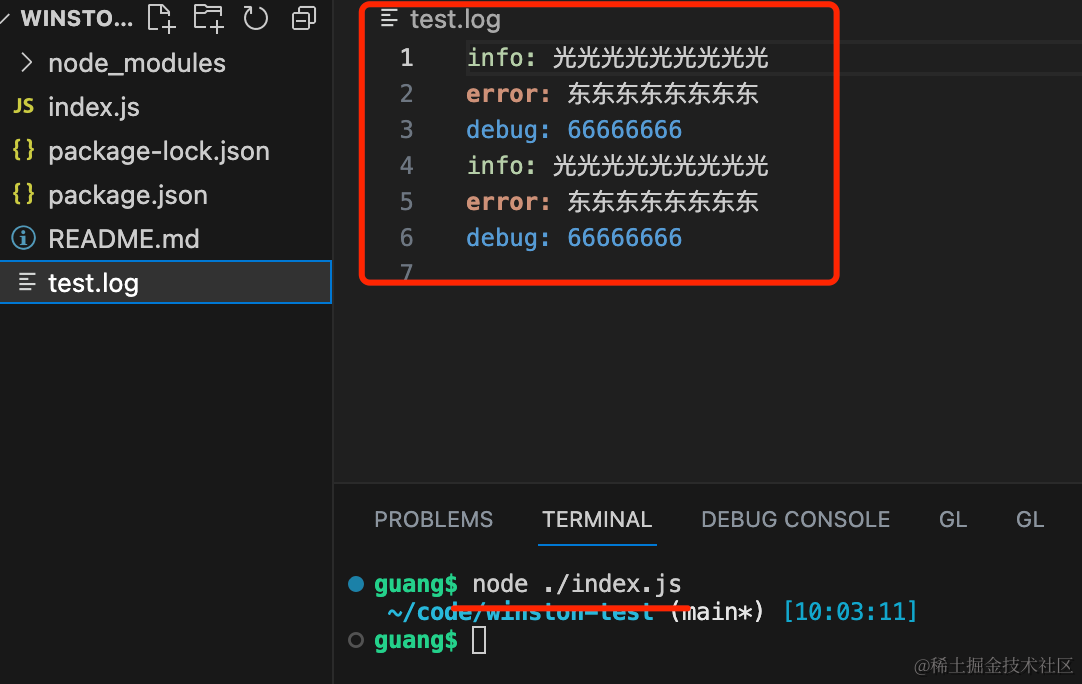 WINSTO...
node_modules
JS index.js
{} package-lock.json
{} package.json
README.md
test.log
test.log
1 info: 光光光光光光光光光
2 error: 东东东东东东东东
3 debug: 66666666
4 info: 光光光光光光光光光
5 error: 东东东东东东东东
6 debug: 66666666
7
PROBLEMS TERMINAL DEBUG CONSOLE GL GL
guang$ node ./index.js
~/code/winston-test (main*) [10:03:11]
guang$
@稀土掘金技术社区